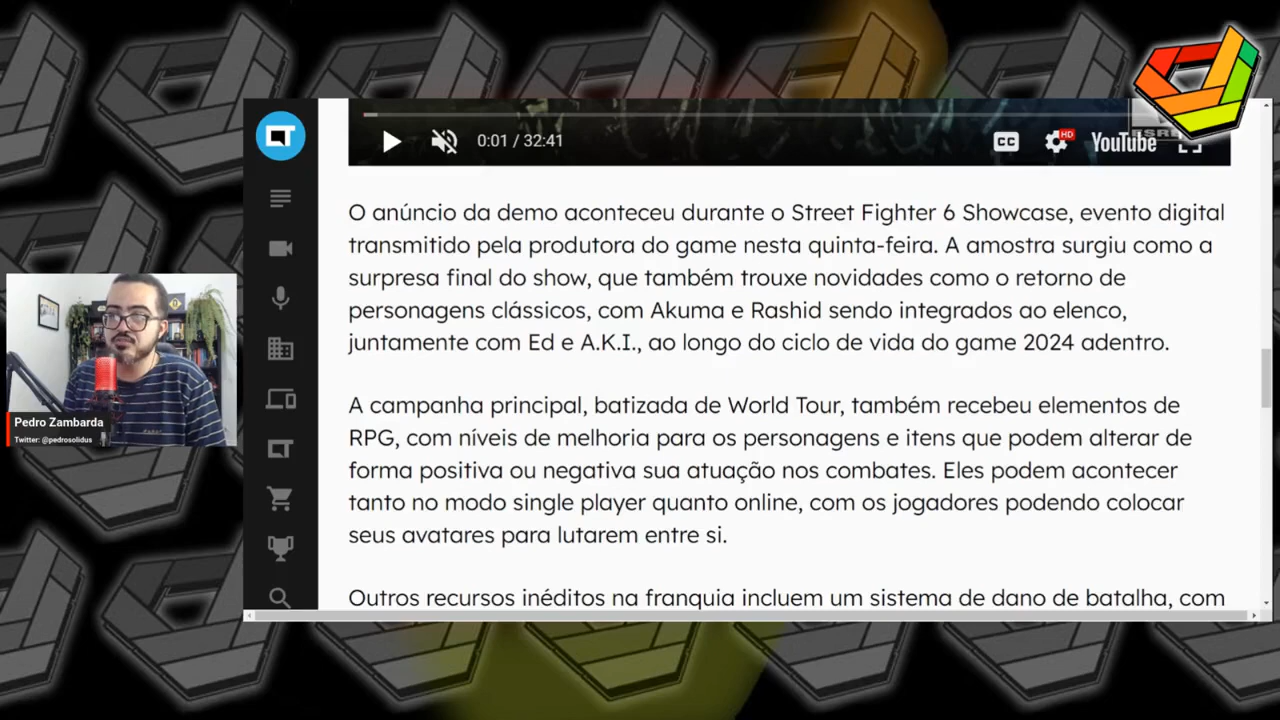 0:01 / 32:41
CC
HD
YouTube
O anúncio da demo aconteceu durante o Street Fighter 6 Showcase, evento digital
transmitido pela produtora do game nesta quinta-feira. A amostra surgiu como a
surpresa final do show, que também trouxe novidades como o retorno de
personagens clássicos, com Akuma e Rashid sendo integrados ao elenco,
juntamente com Ed e A.K.I., ao longo do ciclo de vida do game 2024 adentro.
A campanha principal, batizada de World Tour, também recebeu elementos de
RPG, com níveis de melhoria para os personagens e itens que podem alterar de
forma positiva ou negativa sua atuação nos combates. Eles podem acontecer
tanto no modo single player quanto online, com os jogadores podendo colocar
seus avatares para lutarem entre si.
Outros recursos inéditos na franquia incluem um sistema de dano de batalha, com
Pedro Zambarda
Twitter: @pedrosolidus